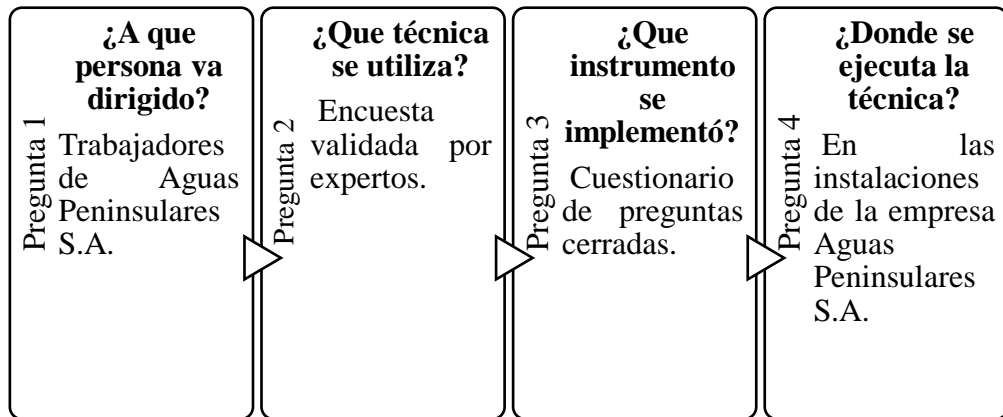 Pregunta 1
¿A que
persona va
dirigido?
Trabajadores
de Aguas
Peninsulares
S.A.
Pregunta 2
¿Que técnica
se utiliza?
Encuesta
validada por
expertos.
Pregunta 3
¿Que
instrumento
se
implementó?
Cuestionario
de preguntas
cerradas.
Pregunta 4
¿Donde se
ejecuta la
técnica?
En las
instalaciones
de la empresa
Aguas
Peninsulares
S.A.